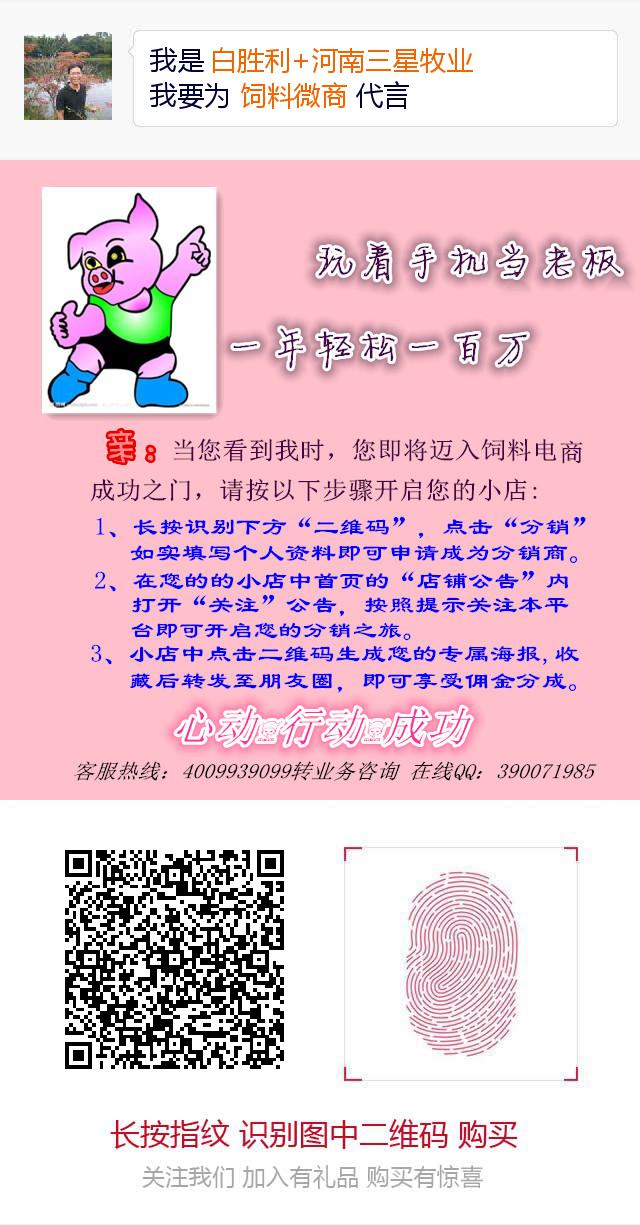 我是 白胜利+河南三星牧业
我要为 饲料微商 代言
玩着手机当老板
一年轻松一百万
亲：当您看到我时，您即将迈入饲料电商
成功之门，请按以下步骤开启您的小店：
1、长按识别下方“二维码”，点击“分销”
如实填写个人资料即可申请成为分销商。
2、在您的的小店中首页的“店铺公告”内
打开“关注”公告，按照提示关注本平
台即可开启您的分销之旅。
3、小店中点击二维码生成您的专属海报,收
藏后转发至朋友圈，即可享受佣金分成。
心动 行动 成功
客服热线：4009939099转业务咨询 在线QQ：390071985
长按指纹 识别图中二维码 购买
关注我们 加入有礼品 购买有惊喜